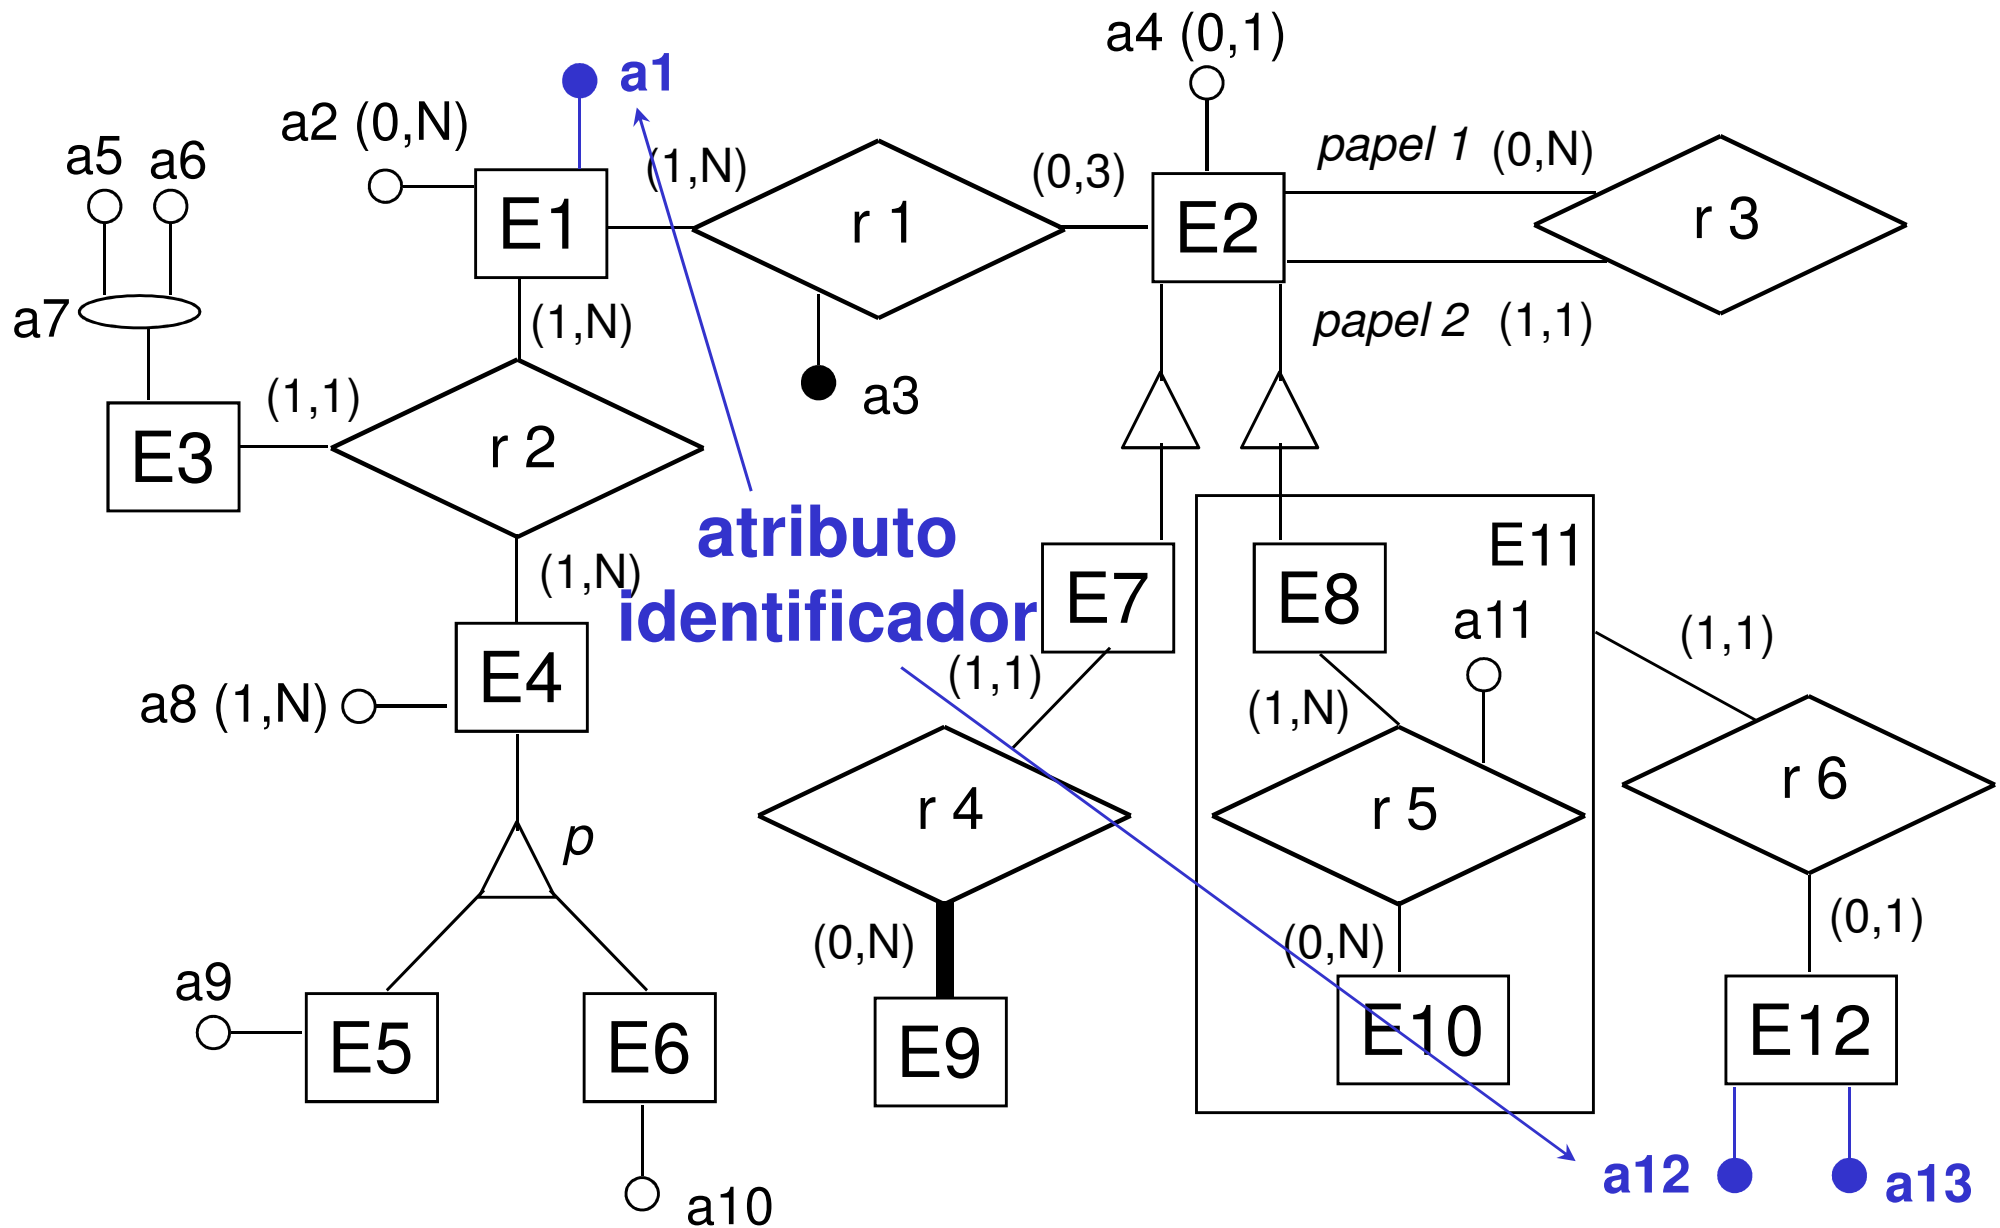 a4 (0,1)
a1
a2 (0,N)
a5 a6
(1,N)
(0,3)
papel 1 (0,N)
E1
r 1
E2
r 3
a7
(1,N)
papel 2 (1,1)
(1,1)
a3
E3
r 2
atributo
identificador
(1,N)
E11
E7
E8
a11
(1,1)
E4
(1,1)
a8 (1,N)
(1,N)
r 4
r 5
r 6
p
(0,N)
(0,N)
(0,1)
a9
E5
E6
E9
E10
E12
a10
a12
a13